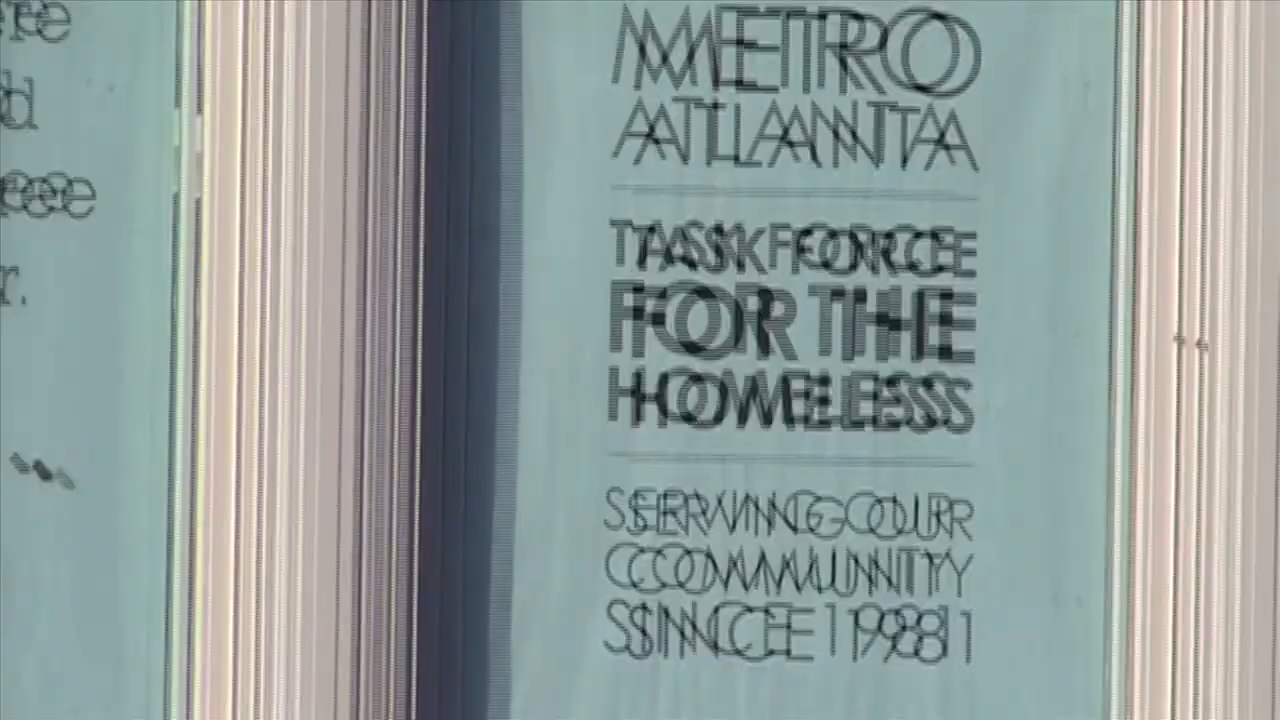 METRO
ATLANTA
TASK FORCE
FOR THE
HOMELESS
SERVING OUR
COMMUNITY
SINCE 1981